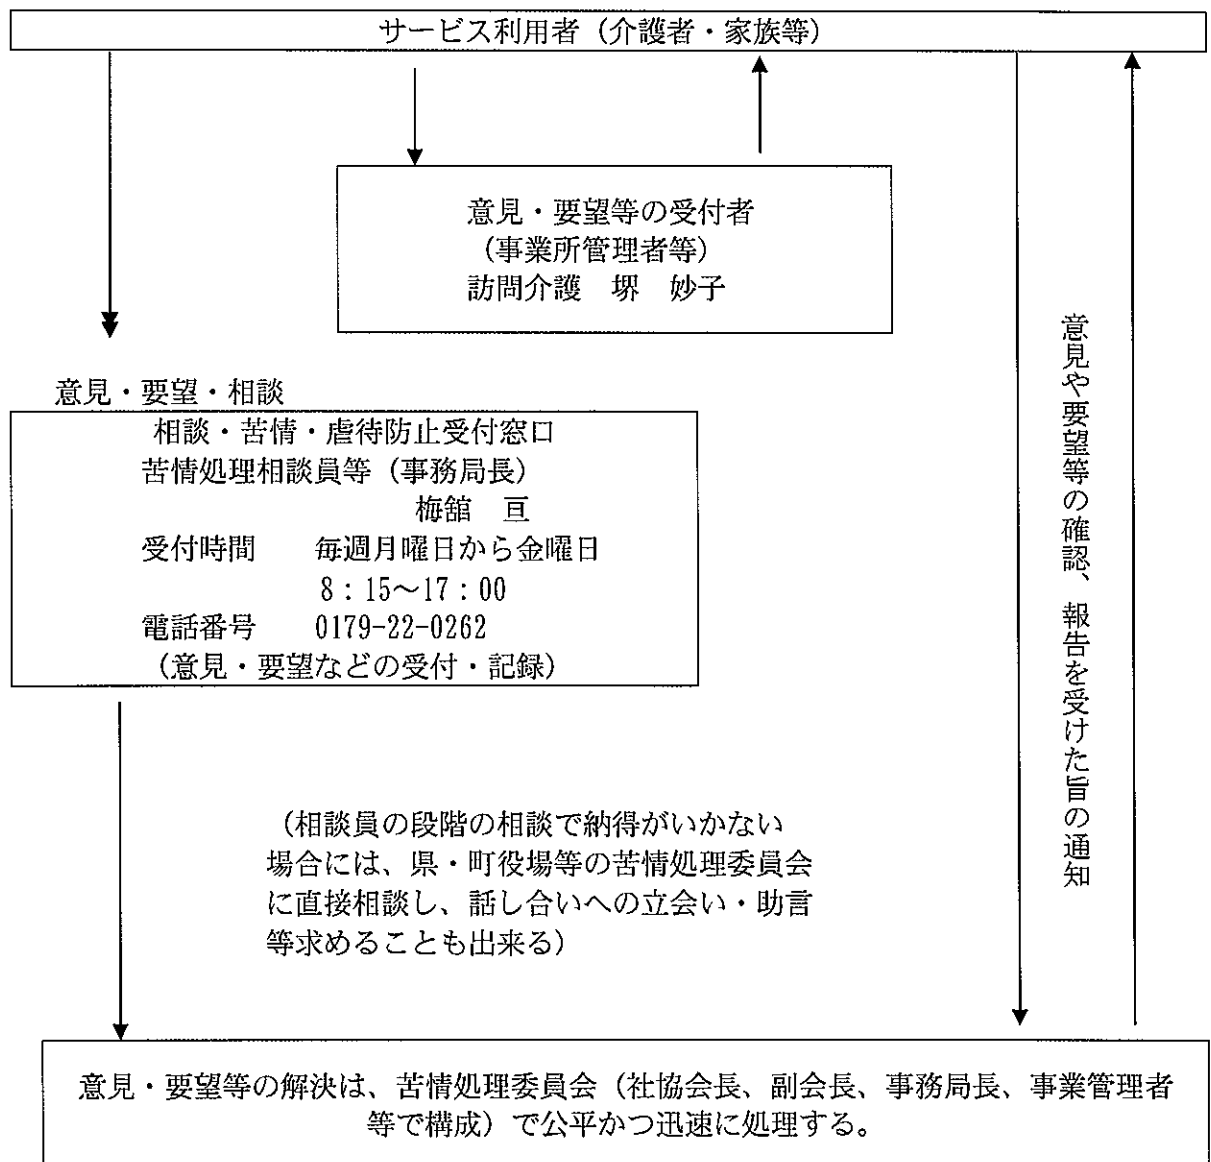 サービス利用者（介護者・家族等）
意見・要望等の受付者
（事業所管理者等）
訪問介護　堺　妙子
意見・要望・相談
相談・苦情・虐待防止受付窓口
苦情処理相談員等（事務局長）
梅舘　亘
受付時間　　毎週月曜日から金曜日
8：15～17：00
電話番号　　0179-22-0262
（意見・要望などの受付・記録）
意見や要望等の確認、報告を受けた旨の通知
（相談員の段階の相談で納得がいかない
場合には、県・町役場等の苦情処理委員会
に直接相談し、話し合いへの立会い・助言
等求めることも出来る）
意見・要望等の解決は、苦情処理委員会（社協会長、副会長、事務局長、事業管理者
等で構成）で公平かつ迅速に処理する。